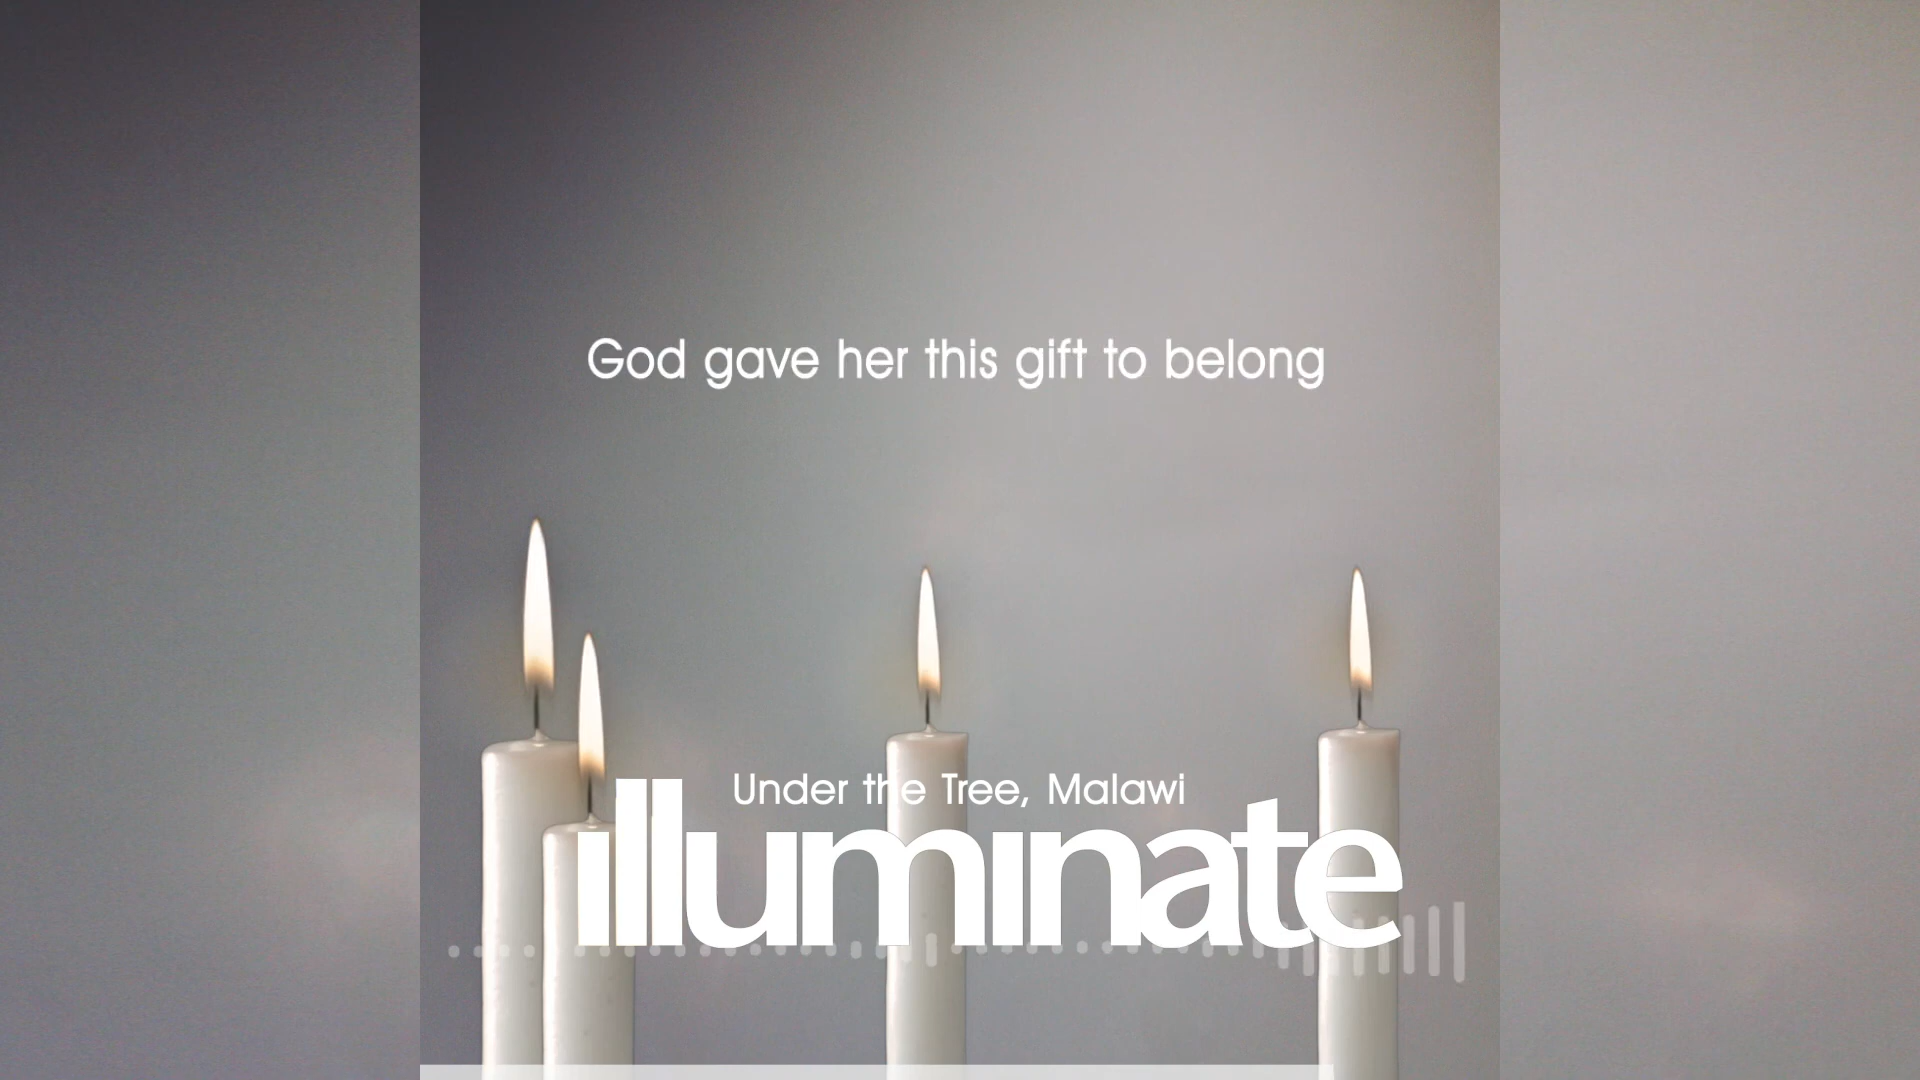 God gave her this gift to belong
Under the Tree, Malawi
illuminate